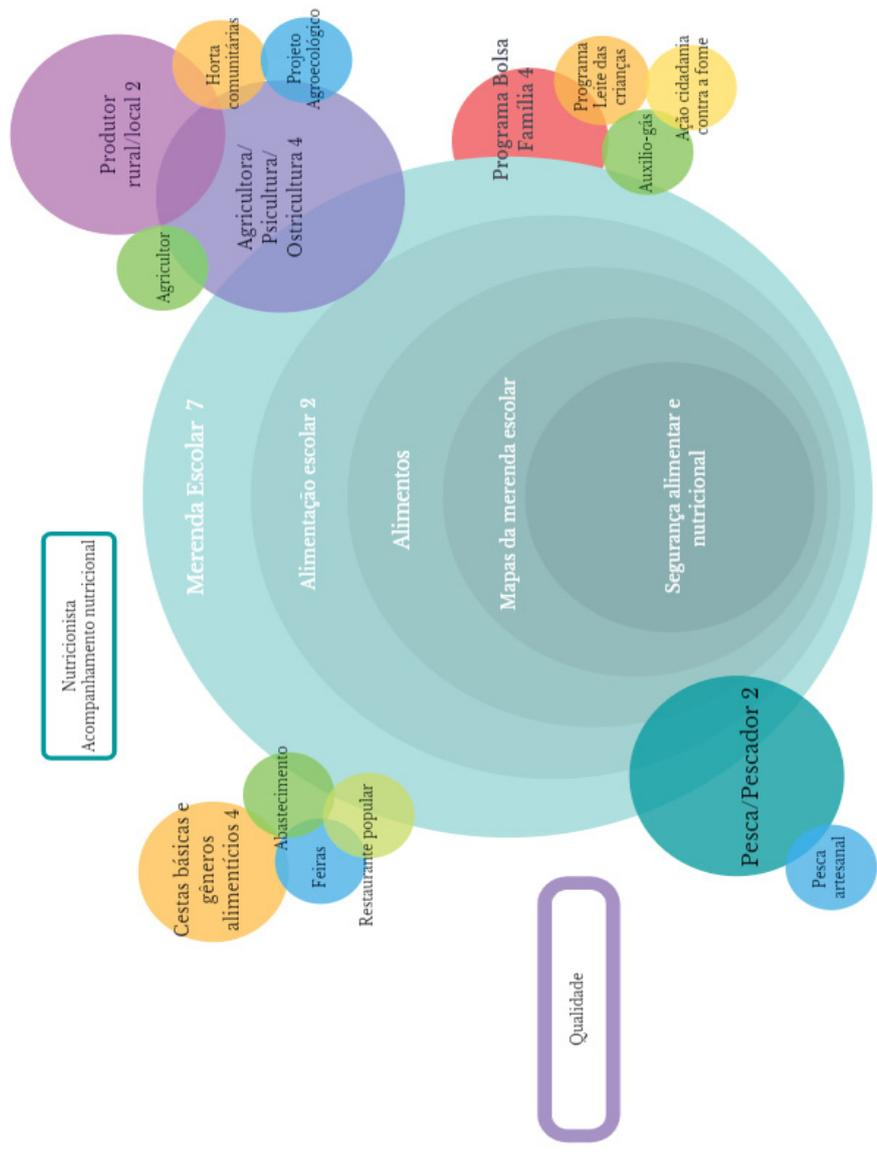 Nutricionista
Acompanhamento nutricional
Cestas básicas e
gêneros
alimentícios 4
Abastecimento
Feiras
Restaurante popular
Merenda Escolar 7
Alimentação escolar 2
Alimentos
Mapas da merenda escolar
Segurança alimentar e
nutricional
Produtor
rural/local 2
Horta
comunitárias
Projeto
Agroecológico
Agricultora/
Psicultura/
Ostricultura 4
Agricultor
Programa Bolsa
Família 4
Programa
Leite das
crianças
Auxilio-gás
Ação cidadania
contra a fome
Qualidade
Pesca/Pescador 2
Pesca
artesanal